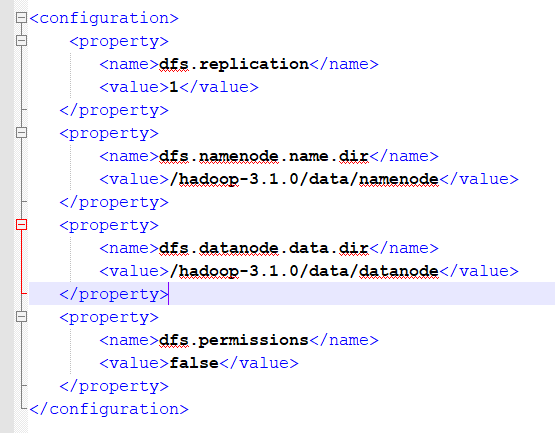 <configuration>
<property>
<name>dfs.replication</name>
<value>1</value>
</property>
<property>
<name>dfs.namenode.name.dir</name>
<value>/hadoop-3.1.0/data/namenode</value>
</property>
<property>
<name>dfs.datanode.data.dir</name>
<value>/hadoop-3.1.0/data/datanode</value>
</property>
<property>
<name>dfs.permissions</name>
<value>false</value>
</property>
</configuration>